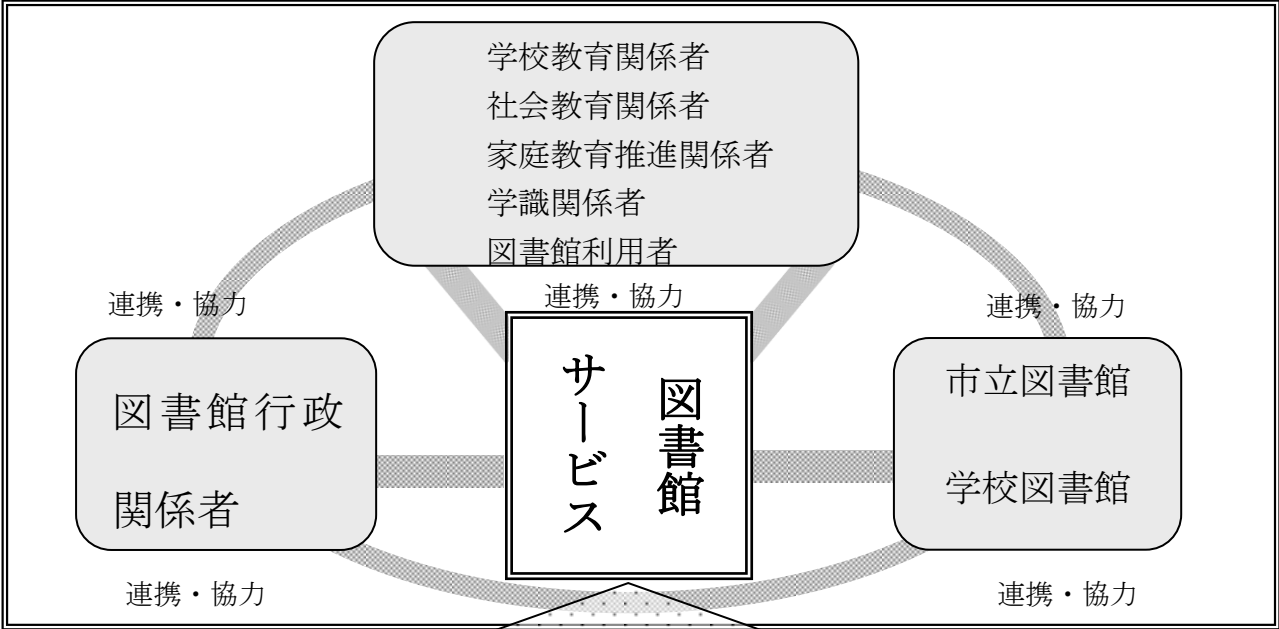 学校教育関係者
社会教育関係者
家庭教育推進関係者
学識関係者
図書館利用者
連携・協力
連携・協力
連携・協力
図書館
サービス
図書館行政
関係者
市立図書館
学校図書館
連携・協力
連携・協力